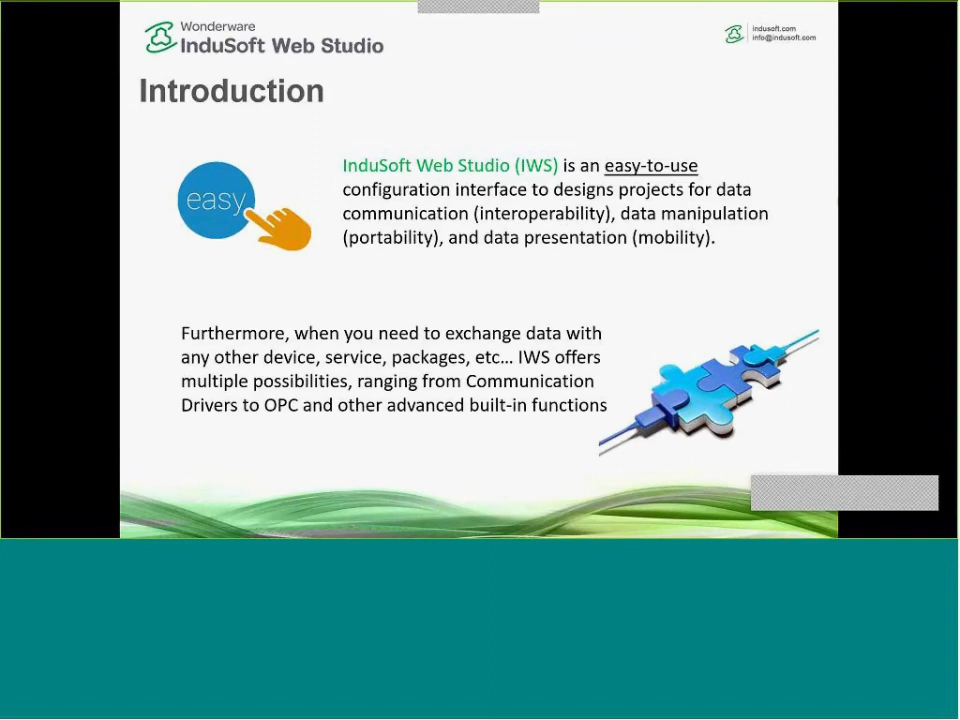 Wonderware
InduSoft Web Studio
indusoft.com
info@indusoft.com
Introduction
easy
InduSoft Web Studio (IWS) is an easy-to-use
configuration interface to designs projects for data
communication (interoperability), data manipulation
(portability), and data presentation (mobility).
Furthermore, when you need to exchange data with
any other device, service, packages, etc... IWS offers
multiple possibilities, ranging from Communication
Drivers to OPC and other advanced built-in functions